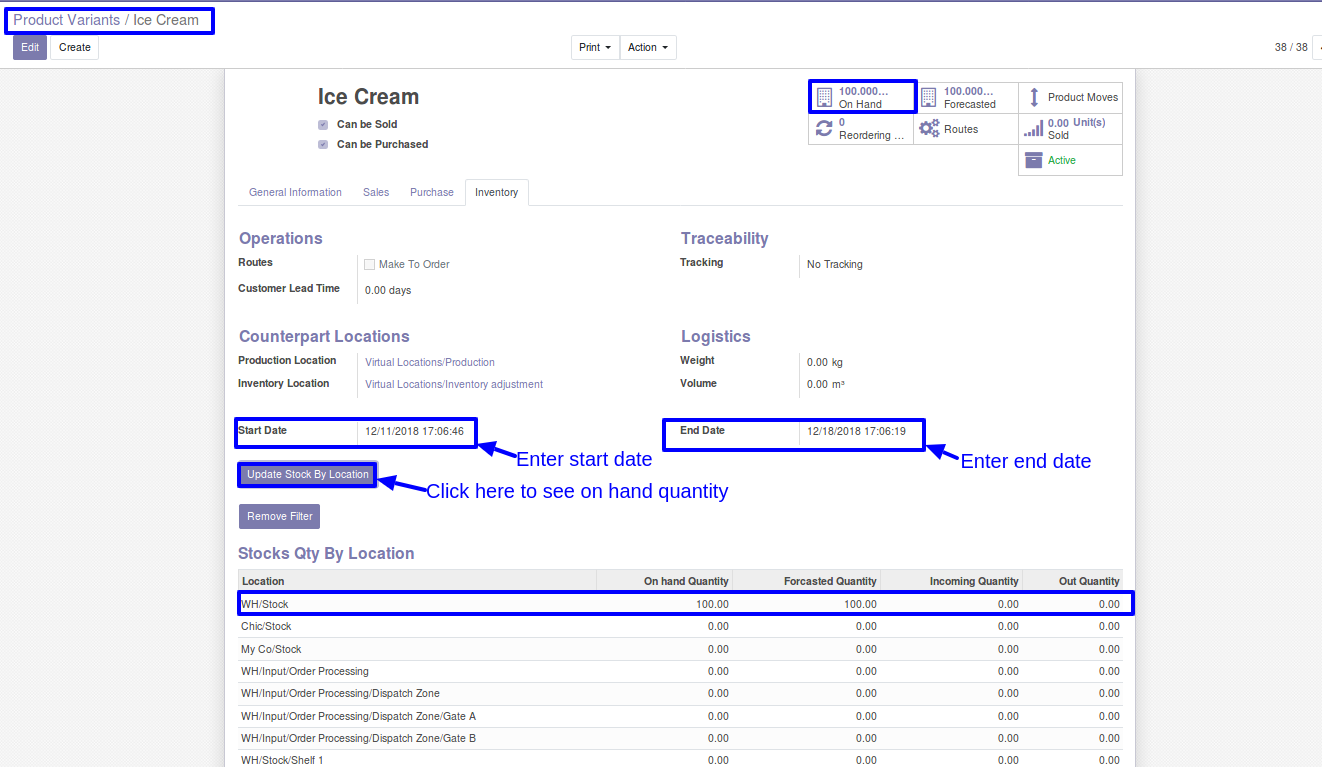 Product Variants / Ice Cream
Edit Create Print Action 38 / 38
Ice Cream
Can be Sold
Can be Purchased
100.000...
On Hand
100.000...
Forecasted
Product Moves
0
Reordering ...
Routes
0.00 Unit(s)
Sold
Active
General Information Sales Purchase Inventory
Operations
Routes Make To Order
Customer Lead Time 0.00 days
Traceability
Tracking No Tracking
Counterpart Locations
Production Location Virtual Locations/Production
Inventory Location Virtual Locations/Inventory adjustment
Logistics
Weight 0.00 kg
Volume 0.00 m³
Start Date 12/11/2018 17:06:46
Enter start date
End Date 12/18/2018 17:06:19
Enter end date
Update Stock By Location
Click here to see on hand quantity
Remove Filter
Stocks Qty By Location
Location On hand Quantity Forcasted Quantity Incoming Quantity Out Quantity
WH/Stock 100.00 100.00 0.00 0.00
Chic/Stock 0.00 0.00 0.00 0.00
My Co/Stock 0.00 0.00 0.00 0.00
WH/Input/Order Processing 0.00 0.00 0.00 0.00
WH/Input/Order Processing/Dispatch Zone 0.00 0.00 0.00 0.00
WH/Input/Order Processing/Dispatch Zone/Gate A 0.00 0.00 0.00 0.00
WH/Input/Order Processing/Dispatch Zone/Gate B 0.00 0.00 0.00 0.00
WH/Stock/Shelf 1 0.00 0.00 0.00 0.00